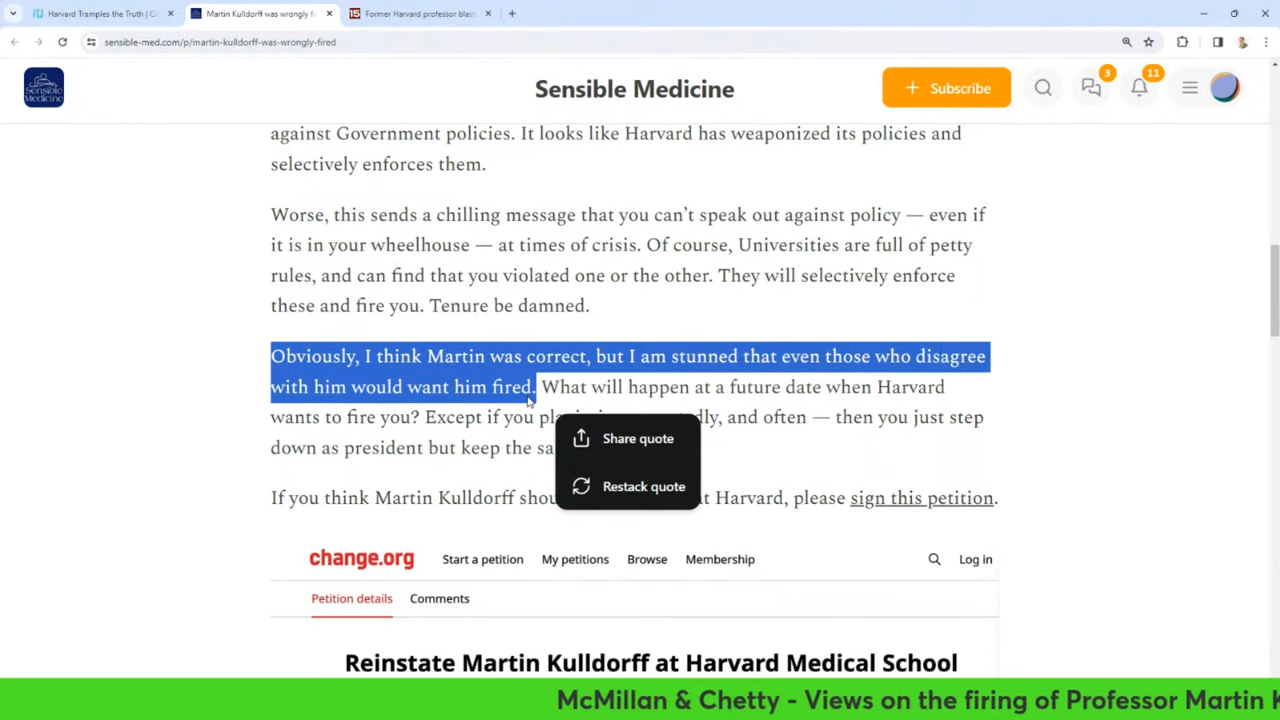 Harvard Tramples the Truth | Ci
Martin Kulldorff was wrongly fi
Former Harvard professor blast
sensible-med.com/p/martin-kulldorff-was-wrongly-fired
Sensible Medicine
Sensible Medicine
Subscribe
3
11
against Government policies. It looks like Harvard has weaponized its policies and
selectively enforces them.
Worse, this sends a chilling message that you can’t speak out against policy — even if
it is in your wheelhouse — at times of crisis. Of course, Universities are full of petty
rules, and can find that you violated one or the other. They will selectively enforce
these and fire you. Tenure be damned.
Obviously, I think Martin was correct, but I am stunned that even those who disagree
with him would want him fired. What will happen at a future date when Harvard
wants to fire you? Except if you and often — then you just step
down as president but keep the
Share quote
Restack quote
If you think Martin Kulldorff at Harvard, please sign this petition.
change.org
Start a petition
My petitions
Browse
Membership
Log in
Petition details
Comments
Reinstate Martin Kulldorff at Harvard Medical School
McMillan & Chetty - Views on the firing of Professor Martin